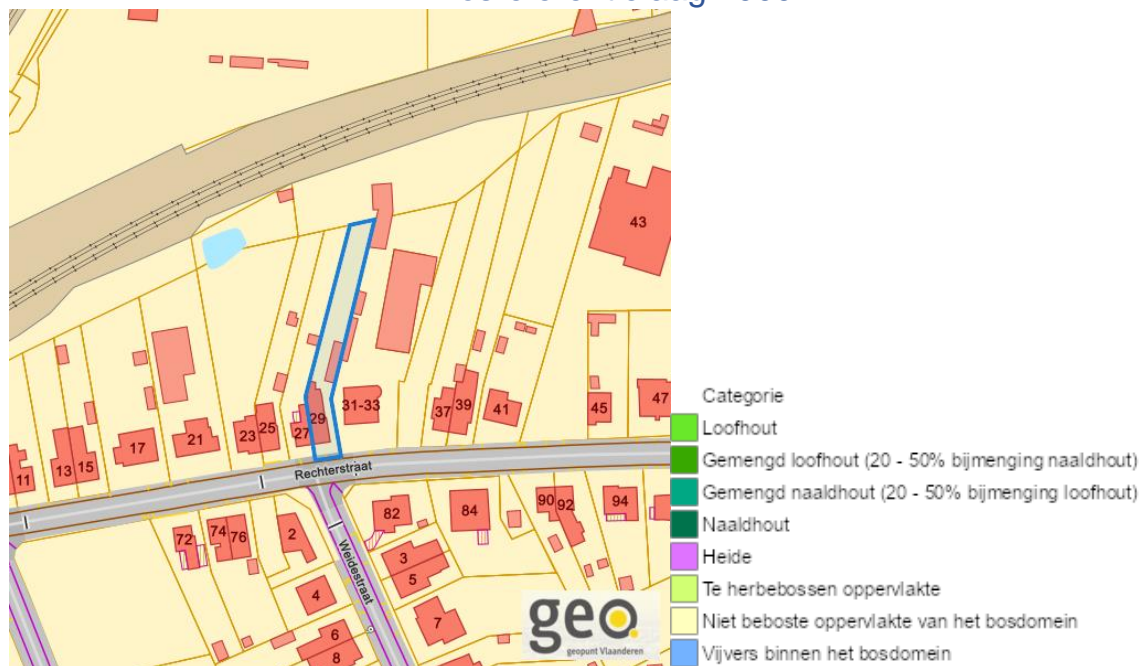 43
29
31-33
37
39
41
45
47
11
13
15
17
21
23
25
27
Rechterstraat
72
74
76
2
82
84
90
92
94
Weidestraat
3
5
4
7
6
8
geo.
geopunt Vlaanderen
Categorie
Loofhout
Gemengd loofhout (20 - 50% bijmenging naaldhout)
Gemengd naaldhout (20 - 50% bijmenging loofhout)
Naaldhout
Heide
Te herbebossen oppervlakte
Niet beboste oppervlakte van het bosdomein
Vijvers binnen het bosdomein